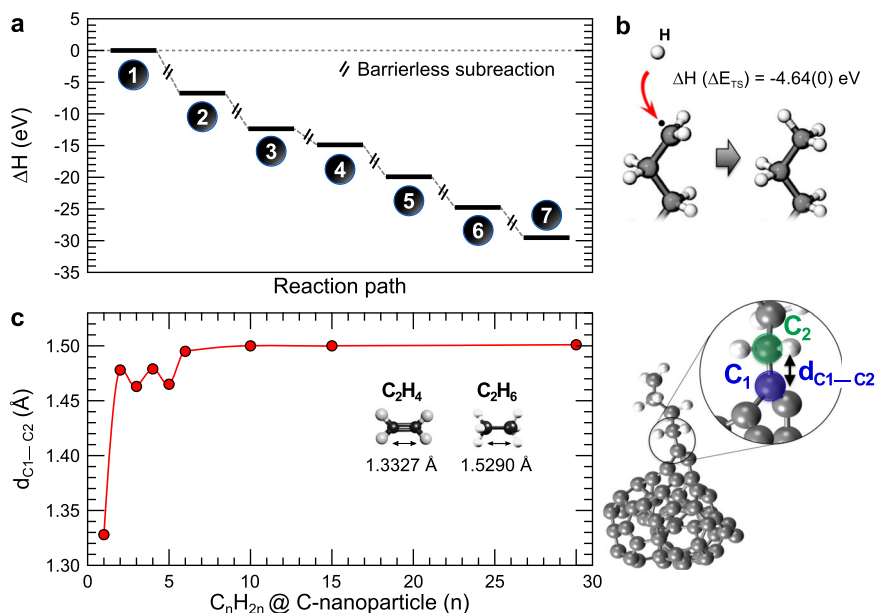 a
ΔH (eV)
5
0
-5
-10
-15
-20
-25
-30
-35
1
2
3
4
5
6
7
Barrierless subreaction
Reaction path
b
H
ΔH (ΔE_TS) = -4.64(0) eV
c
d_C1—C2 (Å)
1.50
1.45
1.40
1.35
1.30
0 5 10 15 20 25 30
C₂H₄ C₂H₆
1.3327 Å 1.5290 Å
CₙH₂ₙ @ C-nanoparticle (n)
C₂
C₁
d_C1—C2